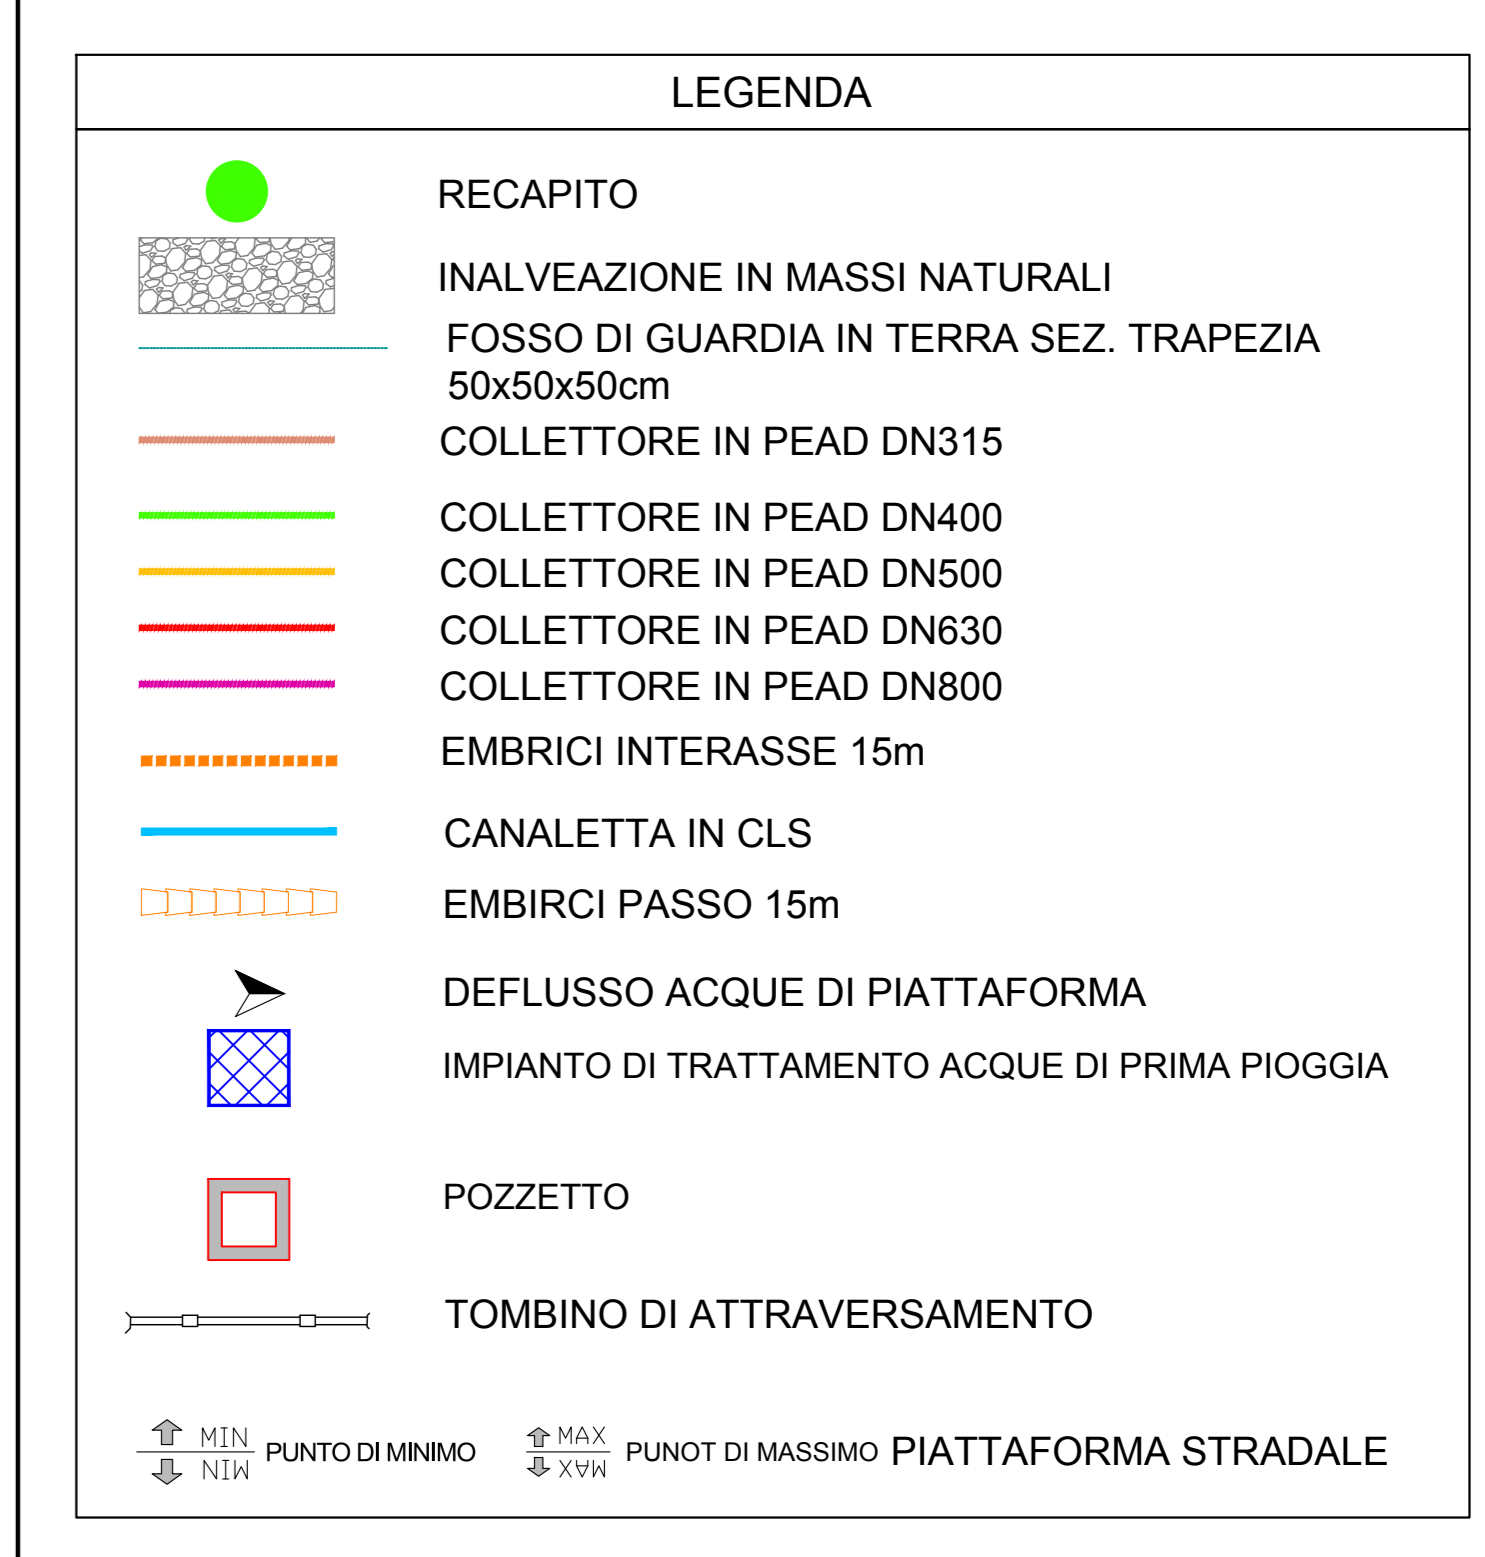 LEGENDA
RECAPITO
INALVEAZIONE IN MASSI NATURALI
FOSSO DI GUARDIA IN TERRA SEZ. TRAPEZIA
50x50x50cm
COLLETTORE IN PEAD DN315
COLLETTORE IN PEAD DN400
COLLETTORE IN PEAD DN500
COLLETTORE IN PEAD DN630
COLLETTORE IN PEAD DN800
EMBRICI INTERASSE 15m
CANALETTA IN CLS
EMBIRCI PASSO 15m
DEFLUSSO ACQUE DI PIATTAFORMA
IMPIANTO DI TRATTAMENTO ACQUE DI PRIMA PIOGGIA
POZZETTO
TOMBINO DI ATTRAVERSAMENTO
MIN
MIN
PUNTO DI MINIMO
MAX
MAX
PUNOT DI MASSIMO
PIATTAFORMA STRADALE